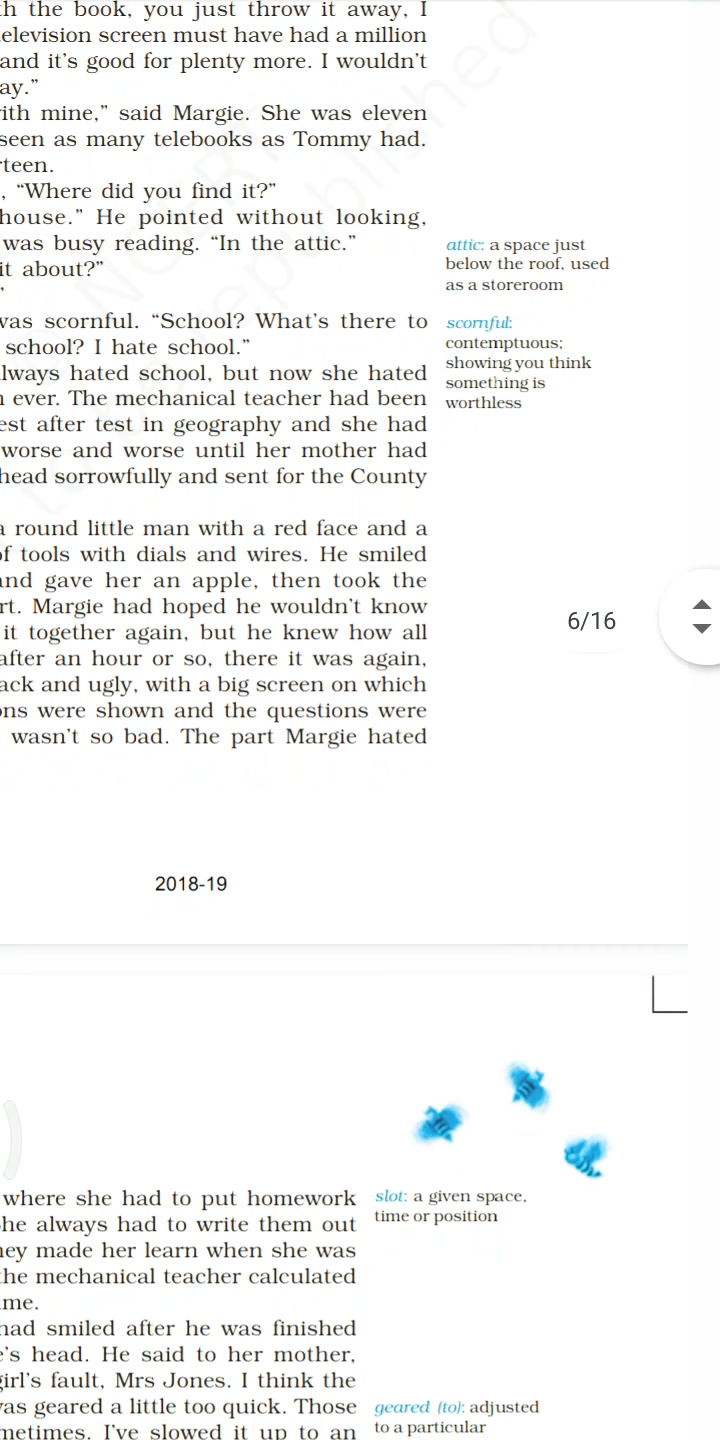 th the book, you just throw it away, I
elevision screen must have had a million
and it's good for plenty more. I wouldn't
ay.”
ith mine,” said Margie. She was eleven
seen as many telebooks as Tommy had.
rteen.
, “Where did you find it?”
house.” He pointed without looking,
was busy reading. “In the attic.”
it about?”
”
was scornful. “School? What's there to
school? I hate school.”
lways hated school, but now she hated
n ever. The mechanical teacher had been
est after test in geography and she had
worse and worse until her mother had
head sorrowfully and sent for the County
a round little man with a red face and a
of tools with dials and wires. He smiled
and gave her an apple, then took the
rt. Margie had hoped he wouldn't know
it together again, but he knew how all
after an hour or so, there it was again,
ack and ugly, with a big screen on which
ons were shown and the questions were
wasn't so bad. The part Margie hated
attic: a space just
below the roof, used
as a storeroom
scornful:
contemptuous;
showing you think
something is
worthless
6/16
2018-19
where she had to put homework
he always had to write them out
hey made her learn when she was
the mechanical teacher calculated
me.
had smiled after he was finished
e's head. He said to her mother,
girl's fault, Mrs Jones. I think the
was geared a little too quick. Those
metimes. I've slowed it up to an
slot: a given space,
time or position
geared (to): adjusted
to a particular